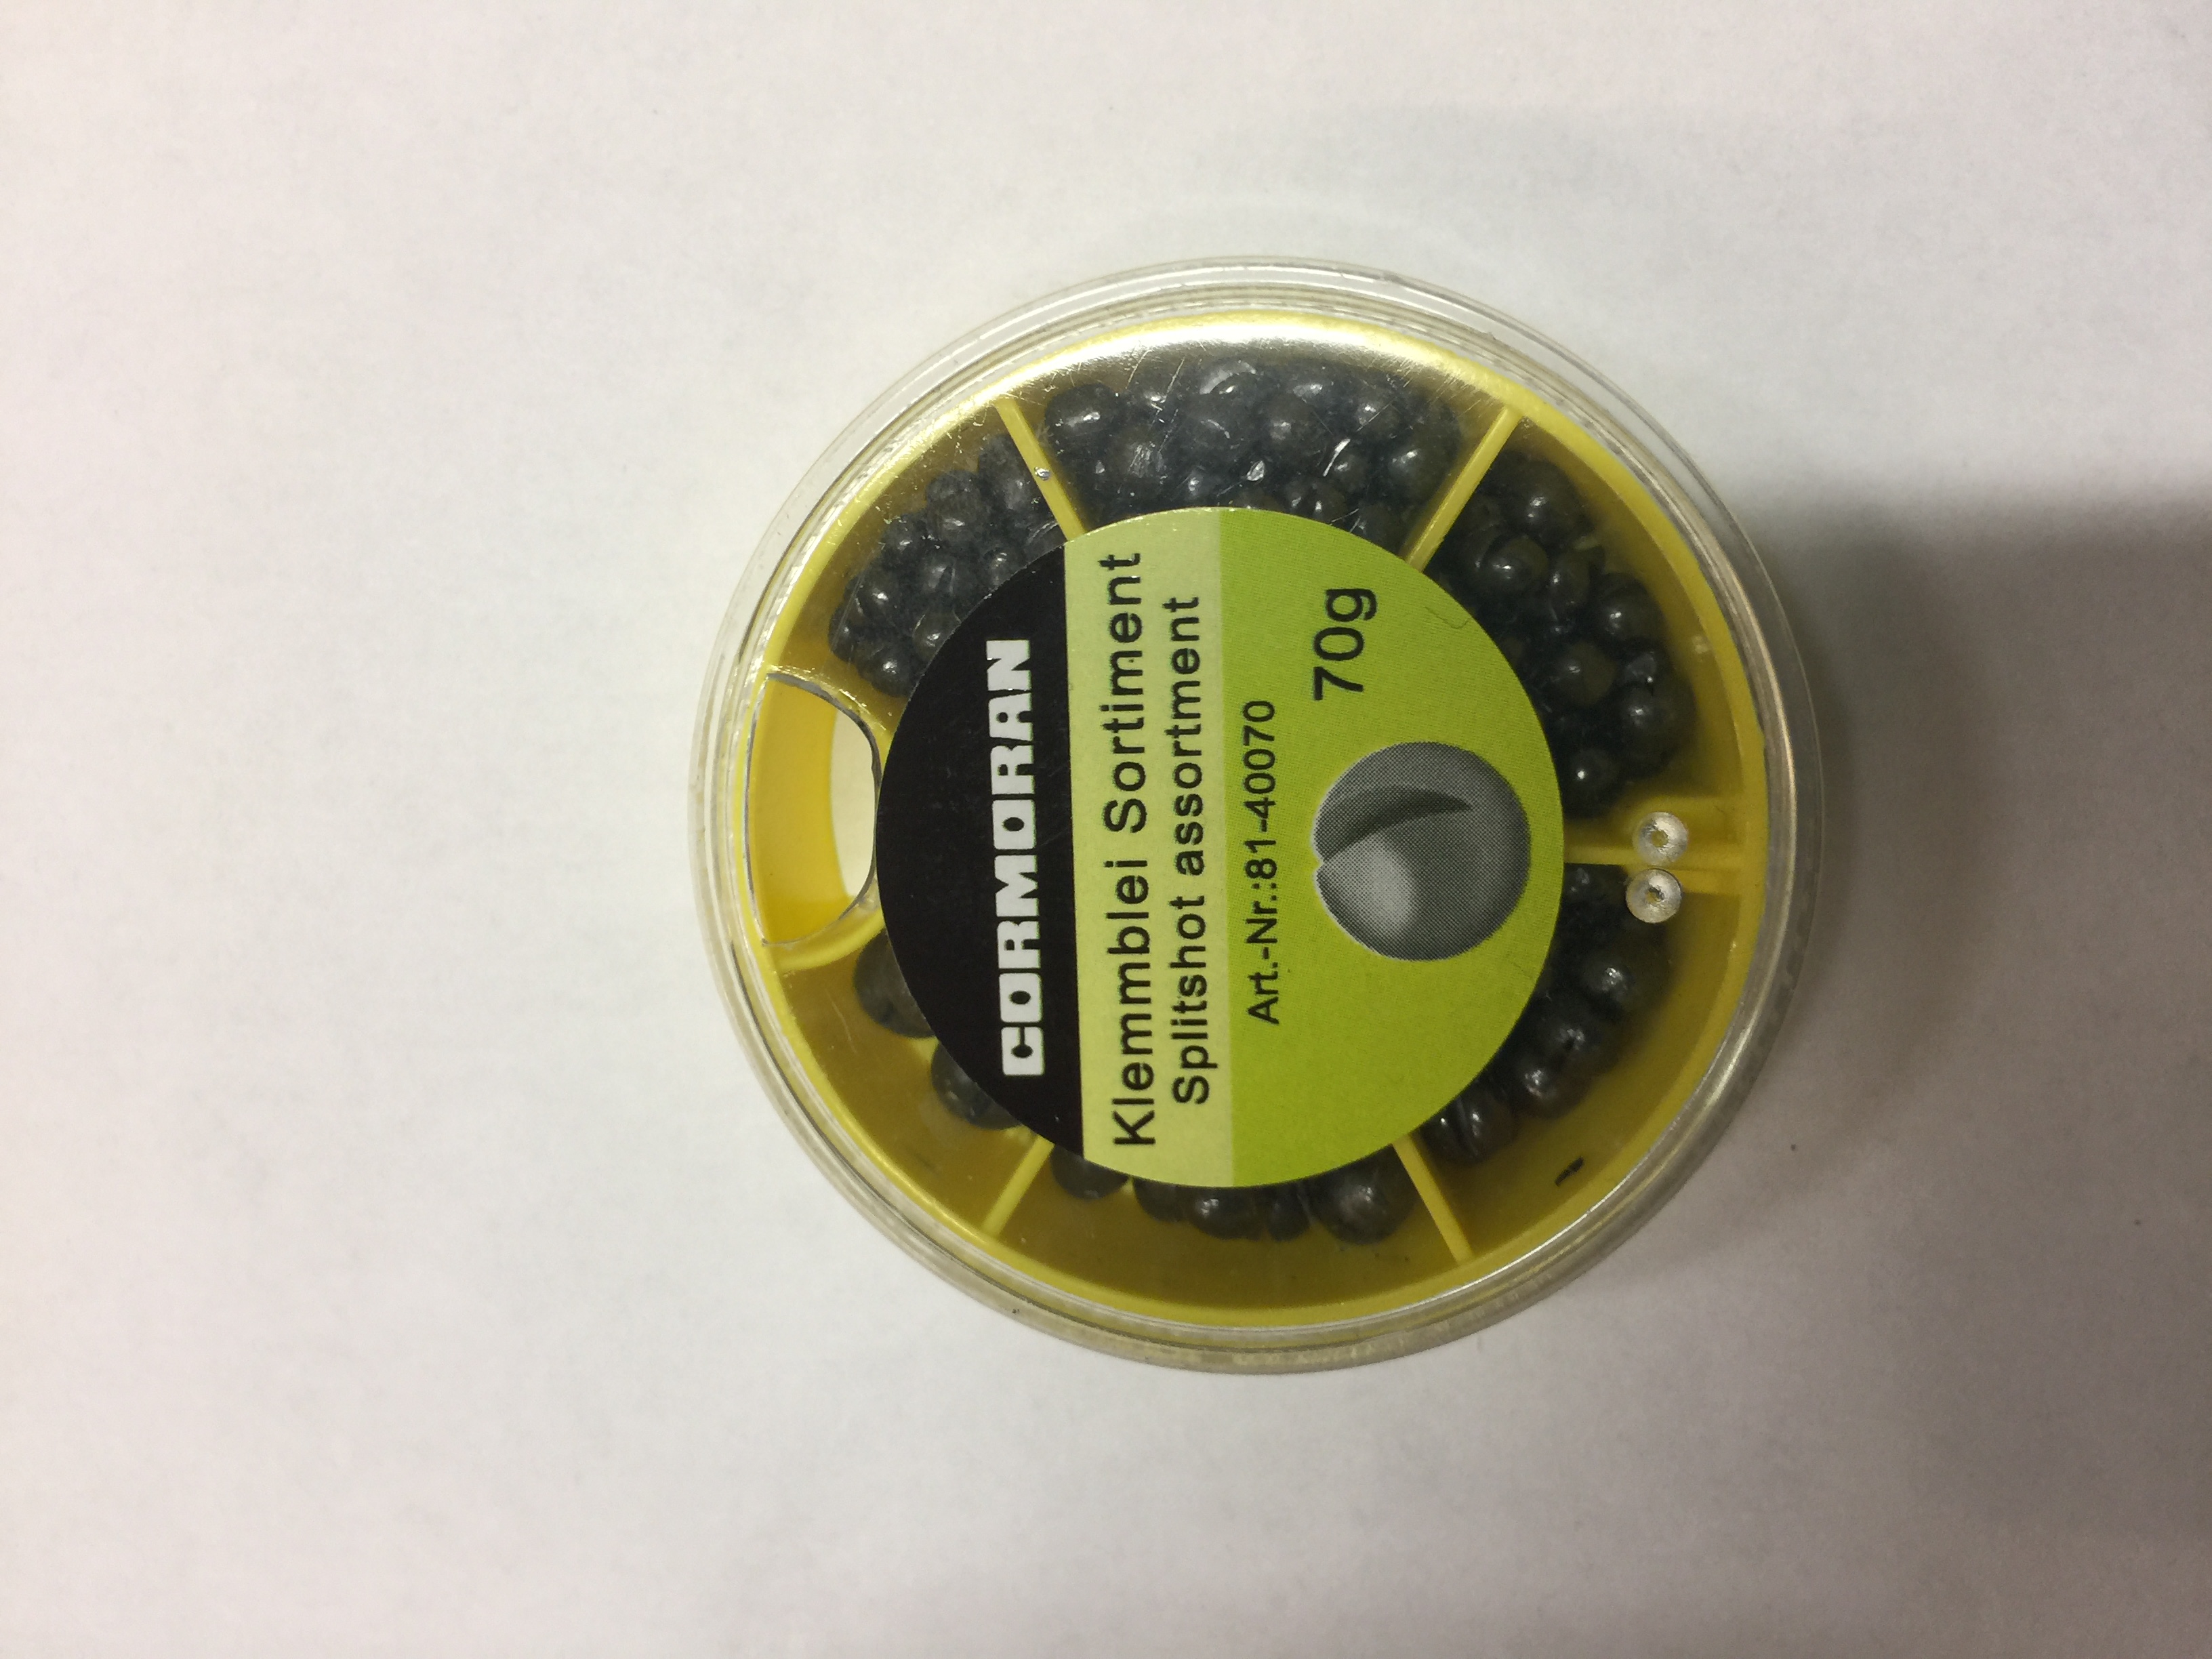 CORMORAN
Klemmblei Sortiment
Splitshot assortment
Art.-Nr.:81-40070
70g